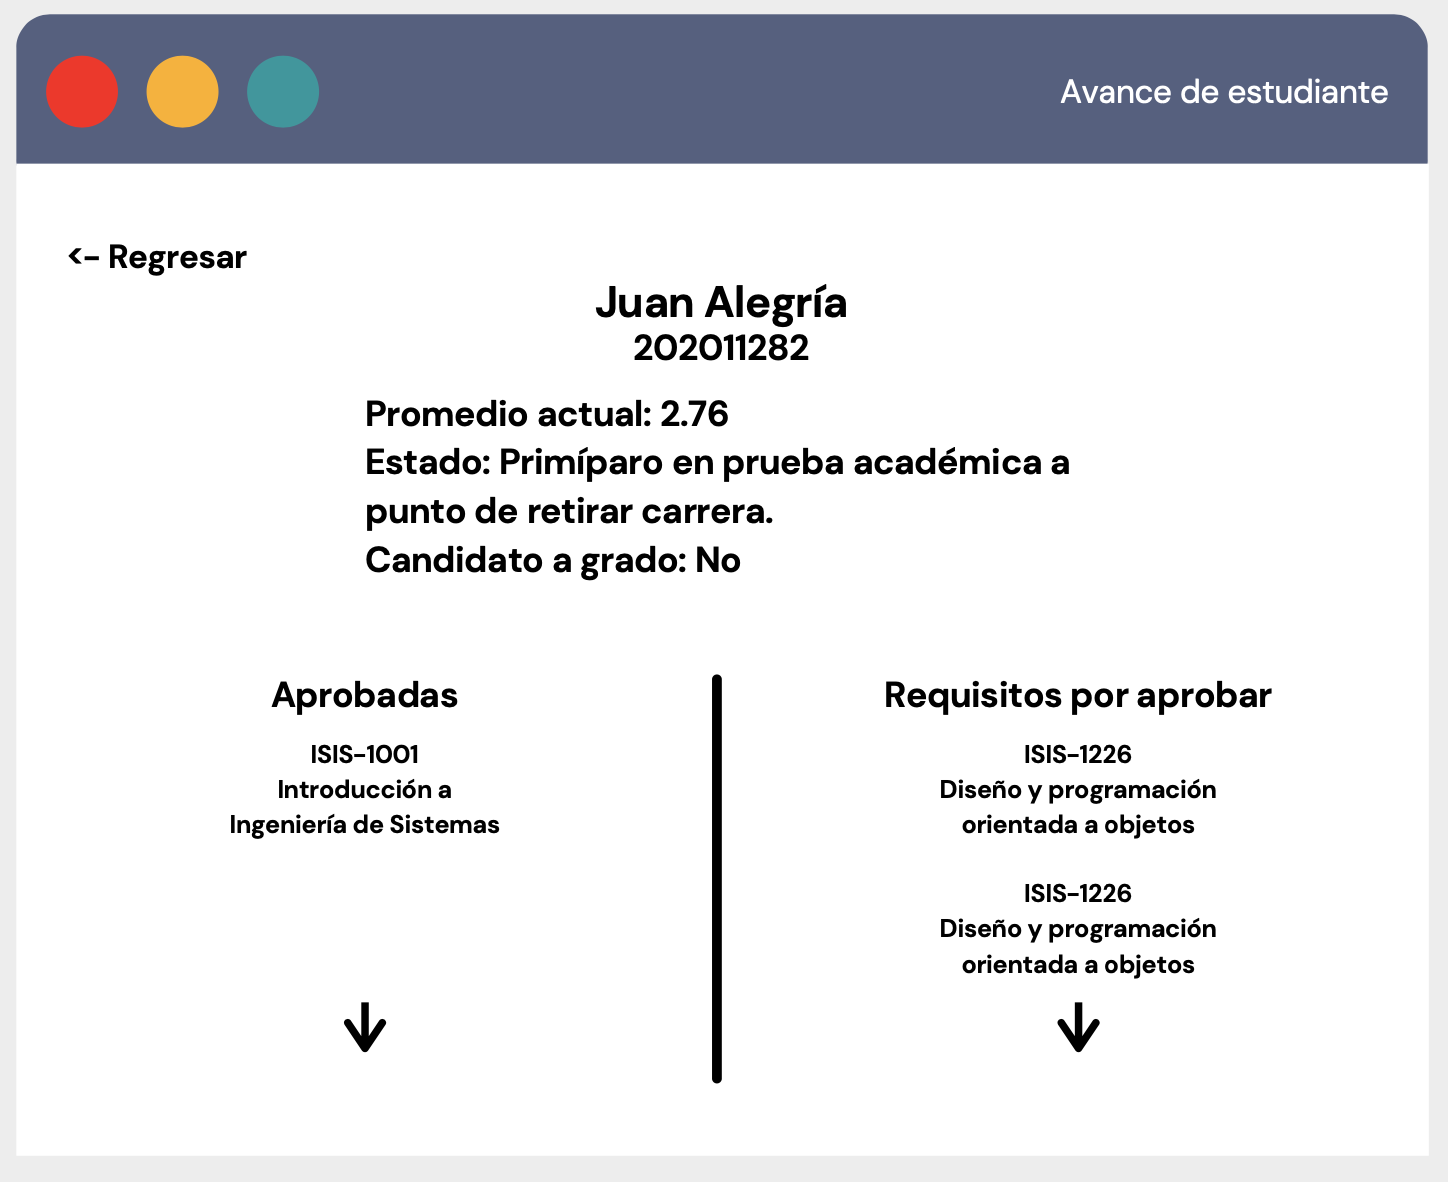 Avance de estudiante
<- Regresar
Juan Alegría
202011282
Promedio actual: 2.76
Estado: Primíparo en prueba académica a
punto de retirar carrera.
Candidato a grado: No
Aprobadas
ISIS-1001
Introducción a
Ingeniería de Sistemas
Requisitos por aprobar
ISIS-1226
Diseño y programación
orientada a objetos
ISIS-1226
Diseño y programación
orientada a objetos